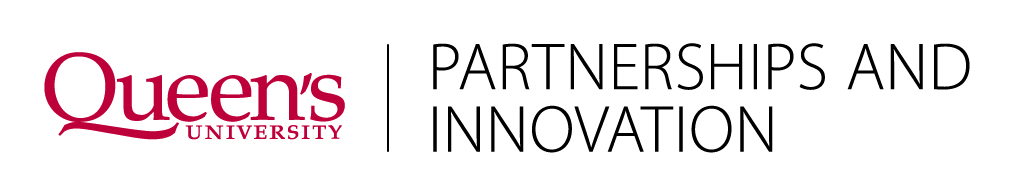 Queen's
UNIVERSITY
PARTNERSHIPS AND
INNOVATION